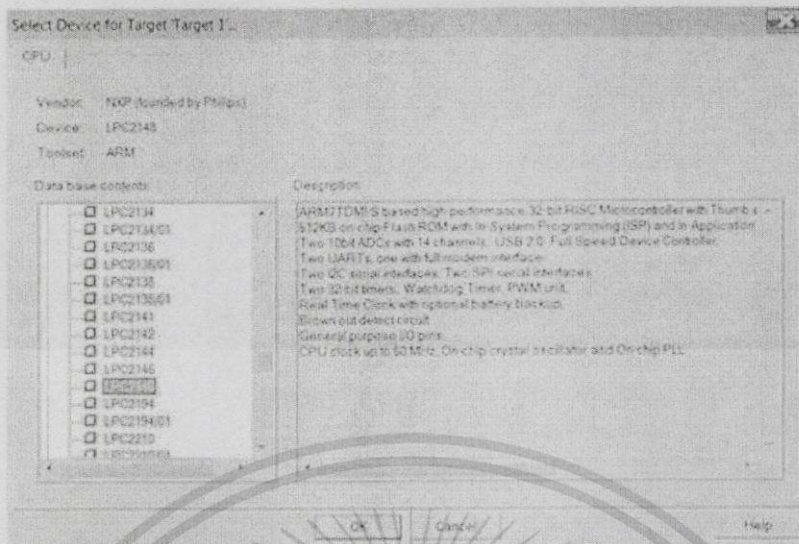 Select Device for Target 'Target 1'...
CPU
Vendor: NXP (founded by Philips)
Device: LPC2148
Toolset: ARM
Data base contents
Description
LPC2134
LPC2134/01
LPC2136
LPC2136/01
LPC2138
LPC2138/01
LPC2141
LPC2142
LPC2144
LPC2146
LPC2194
LPC2194/01
LPC2210
ARM7TDMI-S based high-performance 32-bit RISC Microcontroller with Thumb
512KB on-chip Flash ROM with In-System Programming (ISP) and In-Application
Two 10bit ADCs with 14 channels, USB 2.0 Full Speed Device Controller,
Two UARTs, one with full modem interface.
Two I2C serial interfaces, Two SPI serial interfaces
Two 32-bit timers, Watchdog Timer, PWM unit,
Real Time Clock with optional battery backup,
Brown out detect circuit
General purpose I/O pins
CPU clock up to 60 MHz, On-chip crystal oscillator and On-chip PLL
OK
Cancel
Help